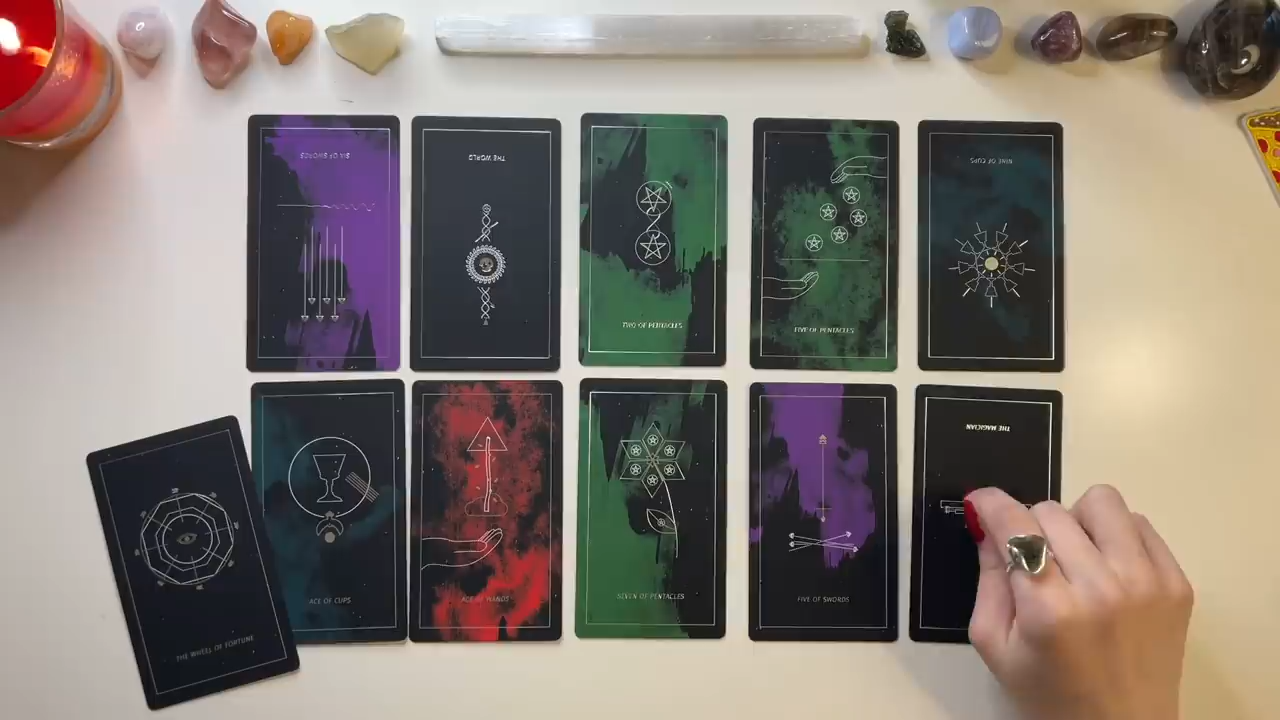 SIX OF SWORDS
THE WORLD
TWO OF PENTACLES
FIVE OF PENTACLES
NINE OF CUPS
THE WHEEL OF FORTUNE
ACE OF CUPS
ACE OF WANDS
SEVEN OF PENTACLES
FIVE OF SWORDS
THE MAGICIAN